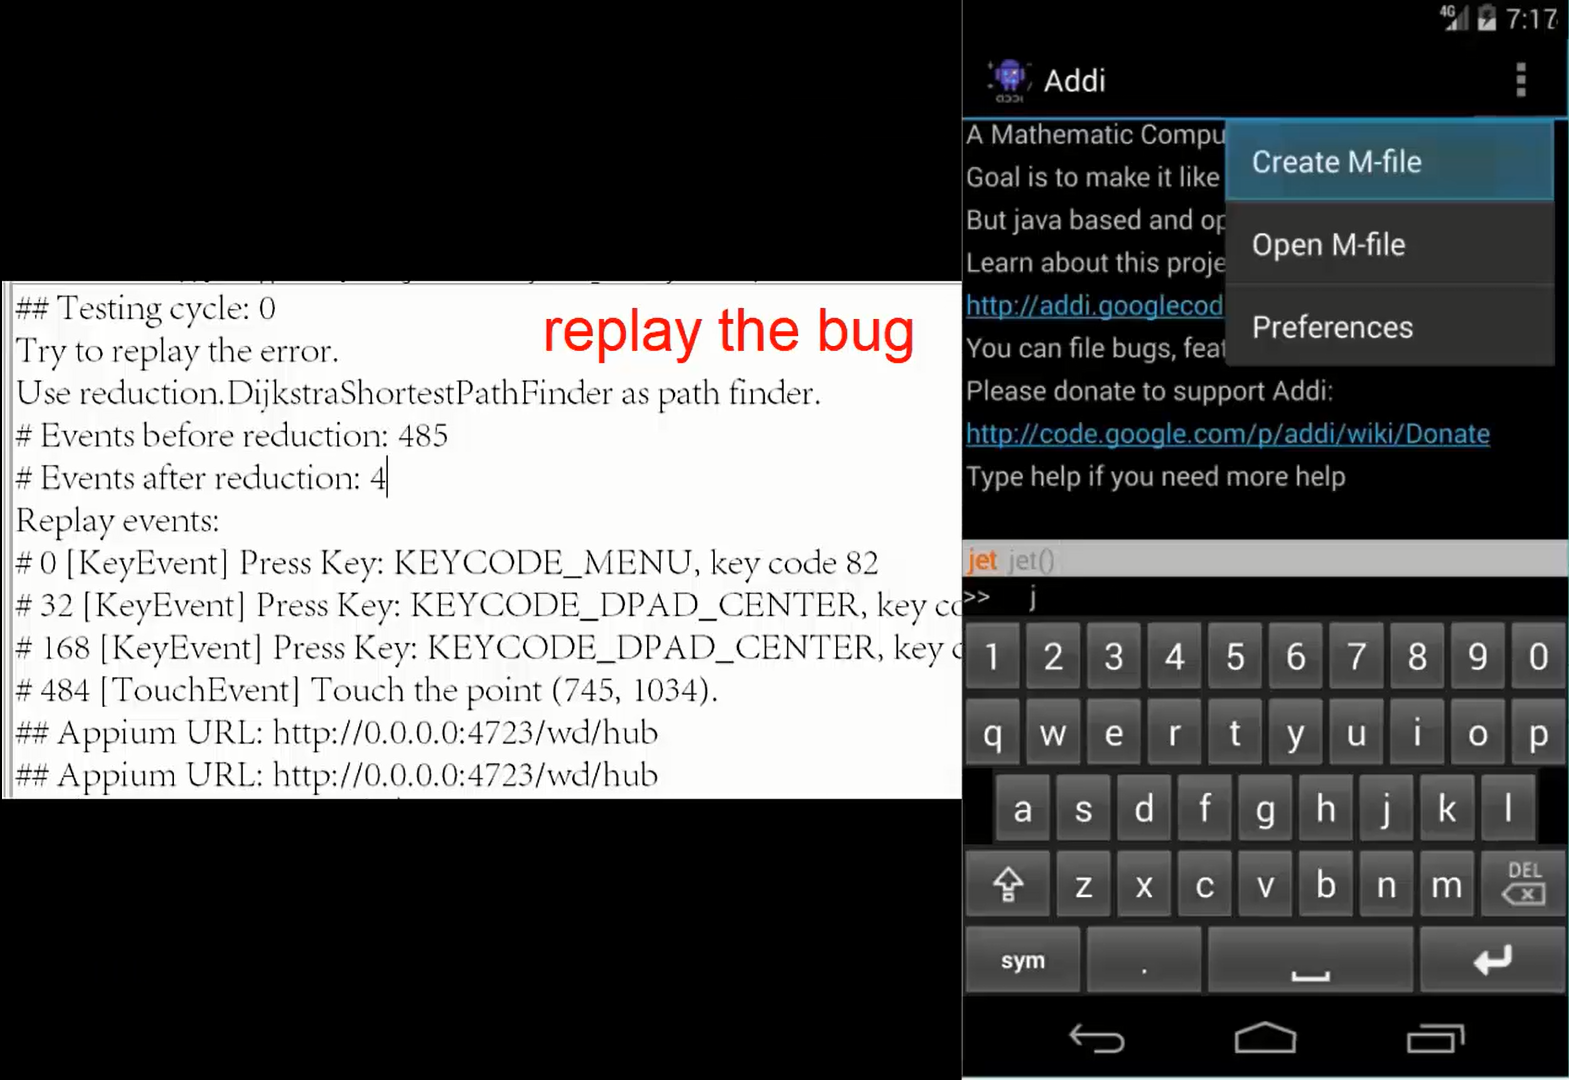 ## Testing cycle: 0
Try to replay the error.
Use reduction.DijkstraShortestPathFinder as path finder.
# Events before reduction: 485
# Events after reduction: 4
Replay events:
# 0 [KeyEvent] Press Key: KEYCODE_MENU, key code 82
# 32 [KeyEvent] Press Key: KEYCODE_DPAD_CENTER, key co
# 168 [KeyEvent] Press Key: KEYCODE_DPAD_CENTER, key c
# 484 [TouchEvent] Touch the point (745, 1034).
## Appium URL: http://0.0.0.0:4723/wd/hub
## Appium URL: http://0.0.0.0:4723/wd/hub
replay the bug
4G 7:17
Addi
A Mathematic Compu
Goal is to make it like
But java based and op
Learn about this proje
http://addi.googlecod
You can file bugs, feat
Please donate to support Addi:
http://code.google.com/p/addi/wiki/Donate
Type help if you need more help
Create M-file
Open M-file
Preferences
jet jet()
>> j
1 2 3 4 5 6 7 8 9 0
q w e r t y u i o p
a s d f g h j k l
z x c v b n m DEL
sym .